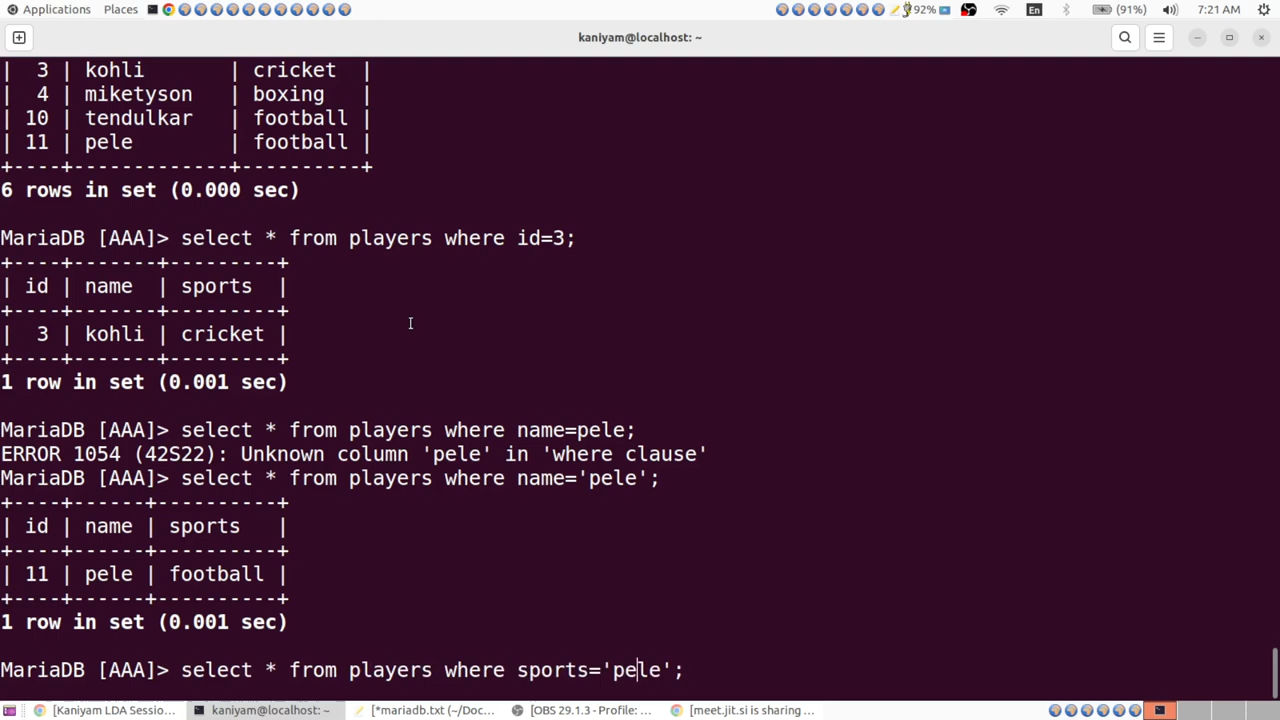 Applications Places 92% En (91%) 7:21 AM
kaniyam@localhost: ~
| 3 | kohli | cricket |
| 4 | miketyson | boxing |
| 10 | tendulkar | football |
| 11 | pele | football |
+----+-------------+----------+
6 rows in set (0.000 sec)
MariaDB [AAA]> select * from players where id=3;
+----+-------+---------+
| id | name | sports |
+----+-------+---------+
| 3 | kohli | cricket |
+----+-------+---------+
1 row in set (0.001 sec)
MariaDB [AAA]> select * from players where name=pele;
ERROR 1054 (42S22): Unknown column 'pele' in 'where clause'
MariaDB [AAA]> select * from players where name='pele';
+----+------+----------+
| id | name | sports |
+----+------+----------+
| 11 | pele | football |
+----+------+----------+
1 row in set (0.001 sec)
MariaDB [AAA]> select * from players where sports='pele';
[Kaniyam LDA Sessio... kaniyam@localhost: ~ [*mariadb.txt (~/Doc... [OBS 29.1.3 - Profile: ... [meet.jit.si is sharing ...